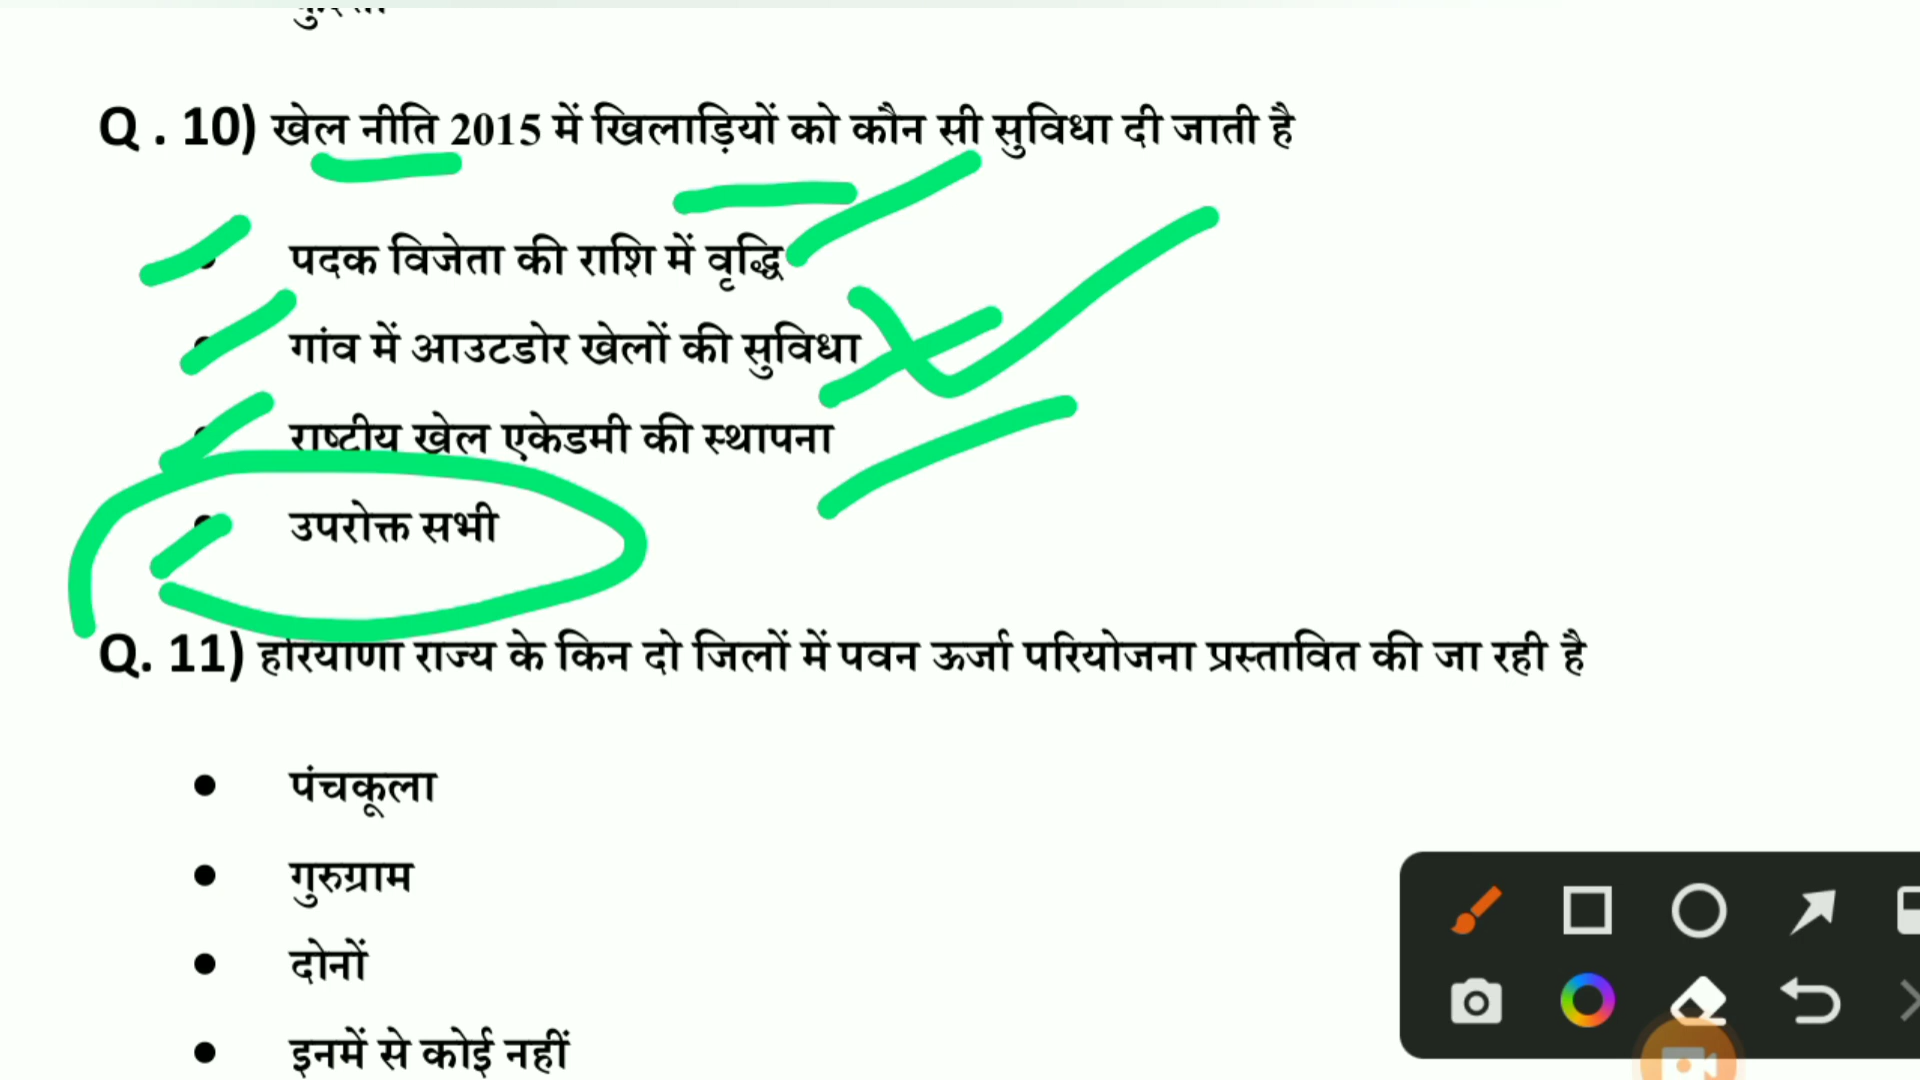 Q . 10) खेल नीति 2015 में खिलाड़ियों को कौन सी सुविधा दी जाती है
• पदक विजेता की राशि में वृद्धि
• गांव में आउटडोर खेलों की सुविधा
• राष्टीय खेल एकेडमी की स्थापना
• उपरोक्त सभी
Q. 11) हरियाणा राज्य के किन दो जिलों में पवन ऊर्जा परियोजना प्रस्तावित की जा रही है
• पंचकूला
• गुरुग्राम
• दोनों
• इनमें से कोई नहीं